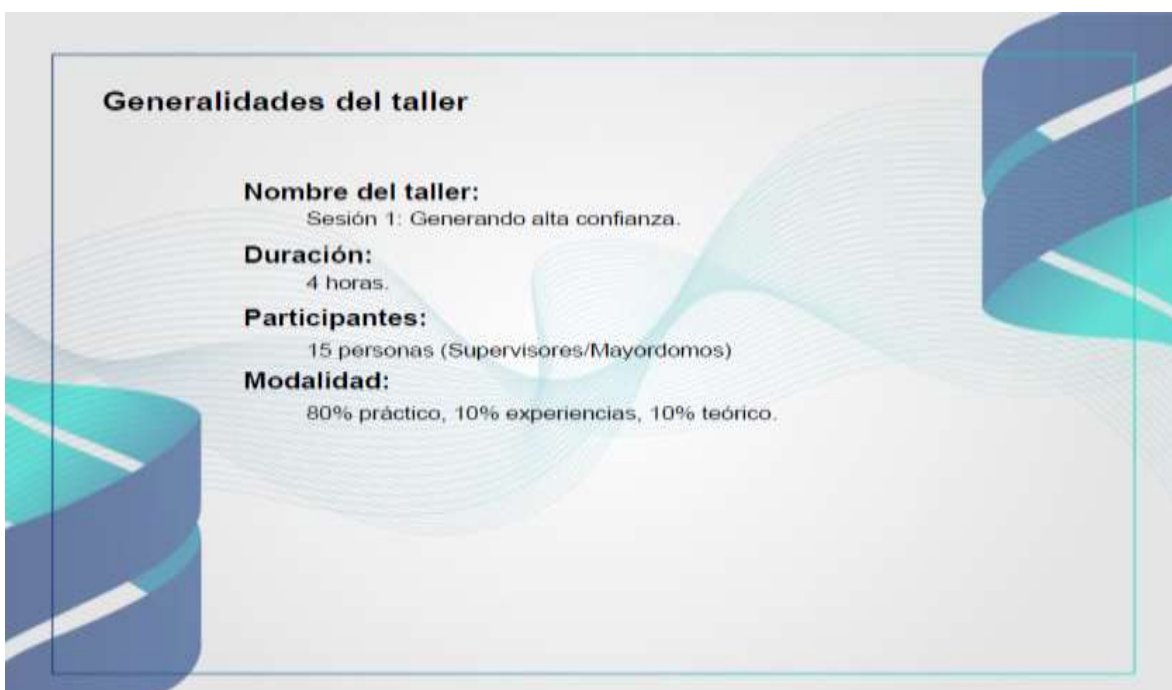 Generalidades del taller
Nombre del taller:
Sesión 1: Generando alta confianza.
Duración:
4 horas.
Participantes:
15 personas (Supervisores/Mayordomos)
Modalidad:
80% práctico, 10% experiencias, 10% teórico.